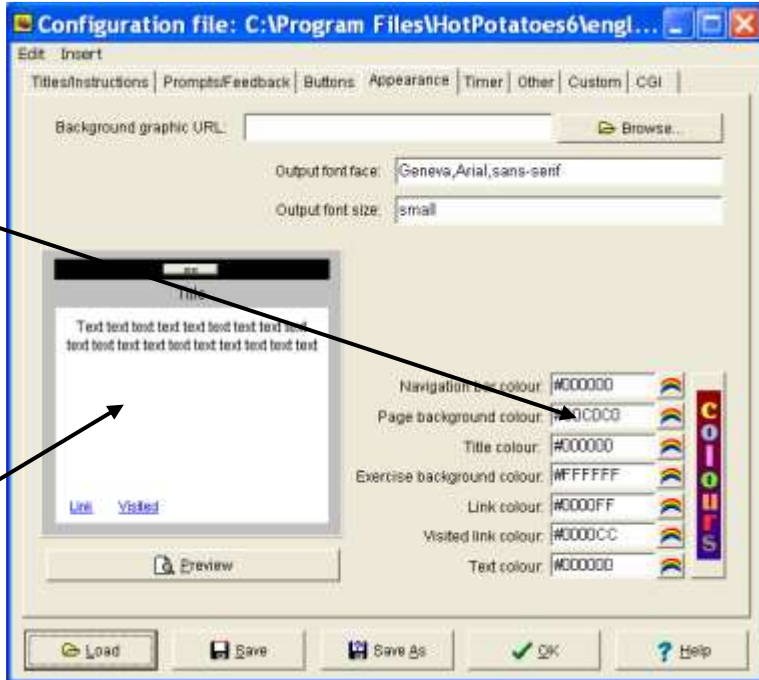 Configuration file: C:\Program Files\HotPotatoes6\engl...
Edit Insert
Titles/Instructions Prompts/Feedback Buttons Appearance Timer Other Custom CGI
Background graphic URL: Browse...
Output font face: Geneva,Arial,sans-serif
Output font size: small
Title
Text text text text text text text text text
text text text text text text text text text text
Link Visited
Preview
Navigation bar colour: #000000
Page background colour: #C0C0C0
Title colour: #000000
Exercise background colour: #FFFFFF
Link colour: #0000FF
Visited link colour: #0000CC
Text colour: #000000
Colours
Load Save Save As OK Help